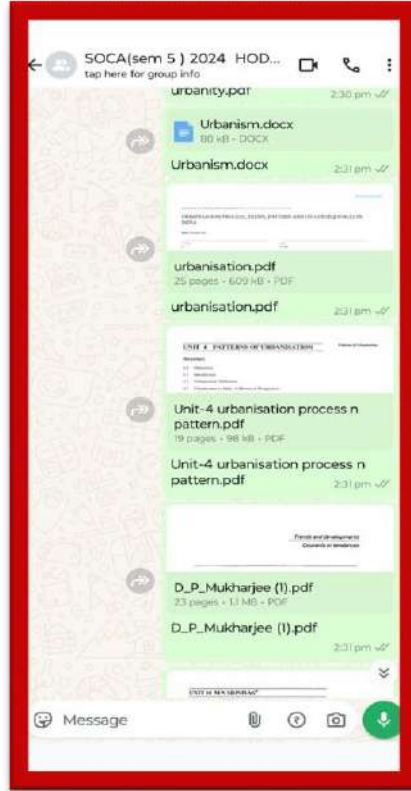 SOCA(sem 5 ) 2024 HOD...
tap here for group info
urbanity.pdf
2:30 pm
Urbanism.docx
80 kB • DOCX
Urbanism.docx
2:31 pm
urbanisation.pdf
25 pages • 609 kB • PDF
urbanisation.pdf
2:31 pm
UNIT 4 PATTERNS OF URBANISATION
Unit-4 urbanisation process n
pattern.pdf
19 pages • 98 kB • PDF
Unit-4 urbanisation process n
pattern.pdf
2:31 pm
Trends and developments
D_P_Mukharjee (1).pdf
23 pages • 1.1 MB • PDF
D_P_Mukharjee (1).pdf
2:31 pm
Message